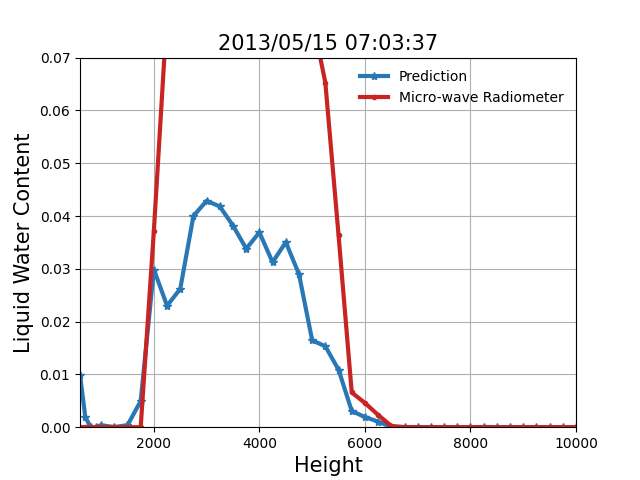 2013/05/15 07:03:37
0.07
0.06
0.05
0.04
0.03
0.02
0.01
0.00
Liquid Water Content
Prediction
Micro-wave Radiometer
2000 4000 6000 8000 10000
Height